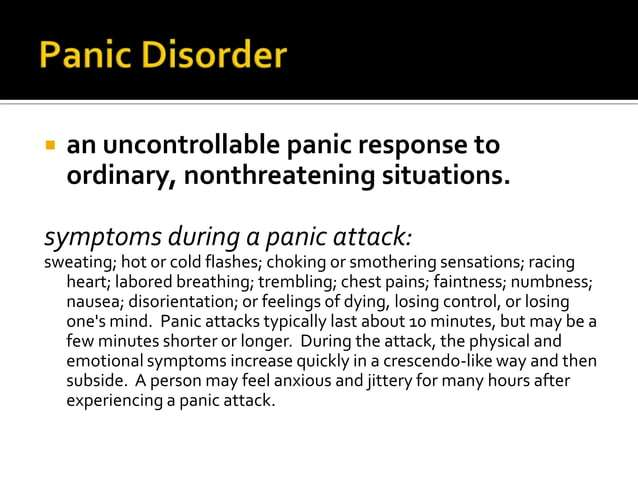 Panic Disorder
an uncontrollable panic response to
ordinary, nonthreatening situations.
symptoms during a panic attack:
sweating; hot or cold flashes; choking or smothering sensations; racing
heart; labored breathing; trembling; chest pains; faintness; numbness;
nausea; disorientation; or feelings of dying, losing control, or losing
one's mind.  Panic attacks typically last about 10 minutes, but may be a
few minutes shorter or longer.  During the attack, the physical and
emotional symptoms increase quickly in a crescendo-like way and then
subside.  A person may feel anxious and jittery for many hours after
experiencing a panic attack.